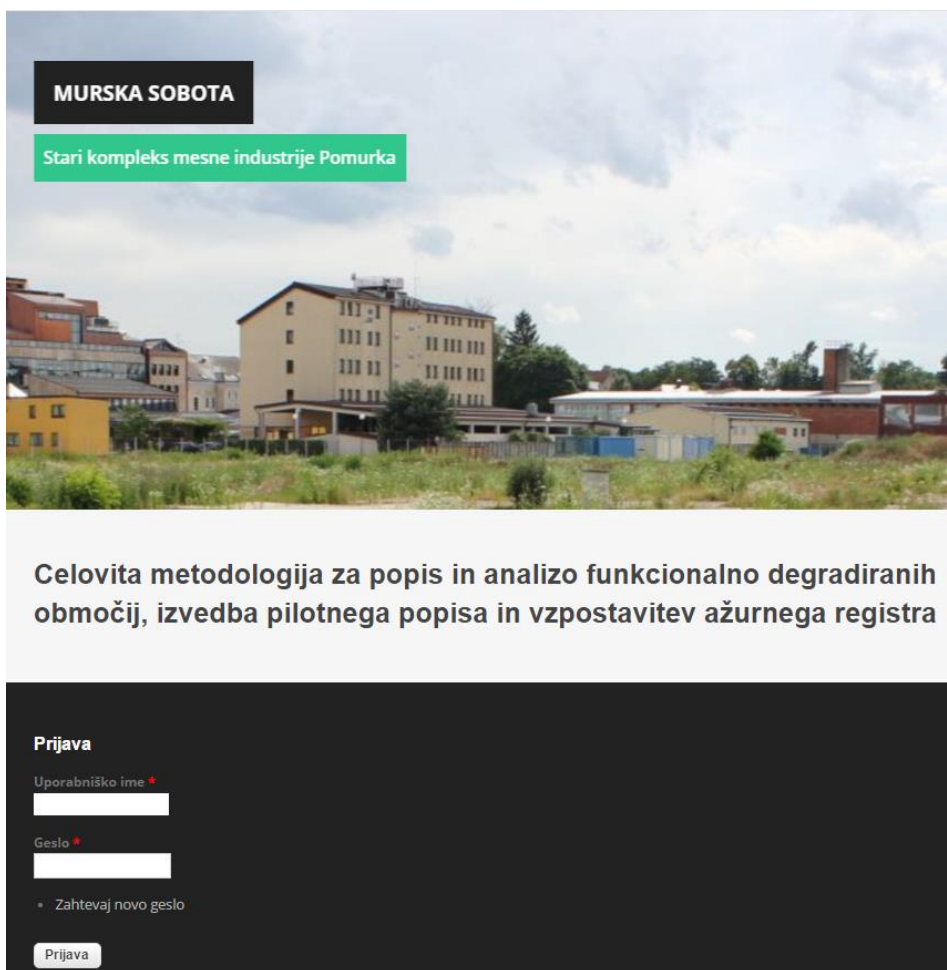 MURSKA SOBOTA
Stari kompleks mesne industrije Pomurka
Celovita metodologija za popis in analizo funkcionalno degradiranih
območij, izvedba pilotnega popisa in vzpostavitev ažurnega registra
Prijava
Uporabniško ime *
Geslo *
Zahtevaj novo geslo
Prijava